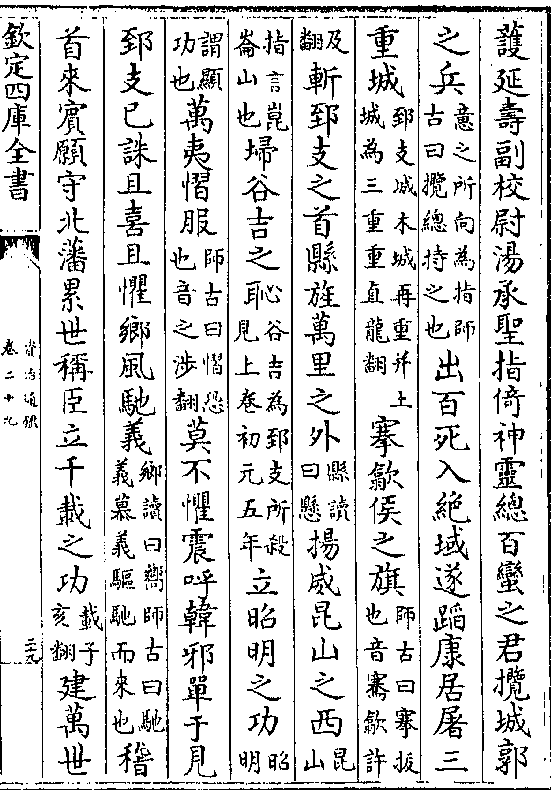 護延壽副校尉湯承聖指倚神靈總百蠻之君攬城郭
之兵意之所向為指師古曰攬總持之也出百死入絶域遂蹈康居屠三
重城郅支城木城再重并土城為三重重直龍翻搴歙侯之旗師古曰搴拔也音騫歙許
及翻斬郅支之首縣旌萬里之外縣讀曰懸揚威昆山之西昆山
指言崑崙山也埽谷吉之恥谷吉為郅支所殺見上卷初元五年立昭明之功昭明
謂顯功也萬夷慴服師古曰慴恐也音之涉翻莫不懼震呼韓邪單于見
郅支已誅且喜且懼鄉風馳義鄉讀曰嚮師古曰馳義慕義驅馳而來也稽
首來賓願守北藩累世稱臣立千載之功載子亥翻建萬世
欽定四庫全書
資治通鑑
卷二十九